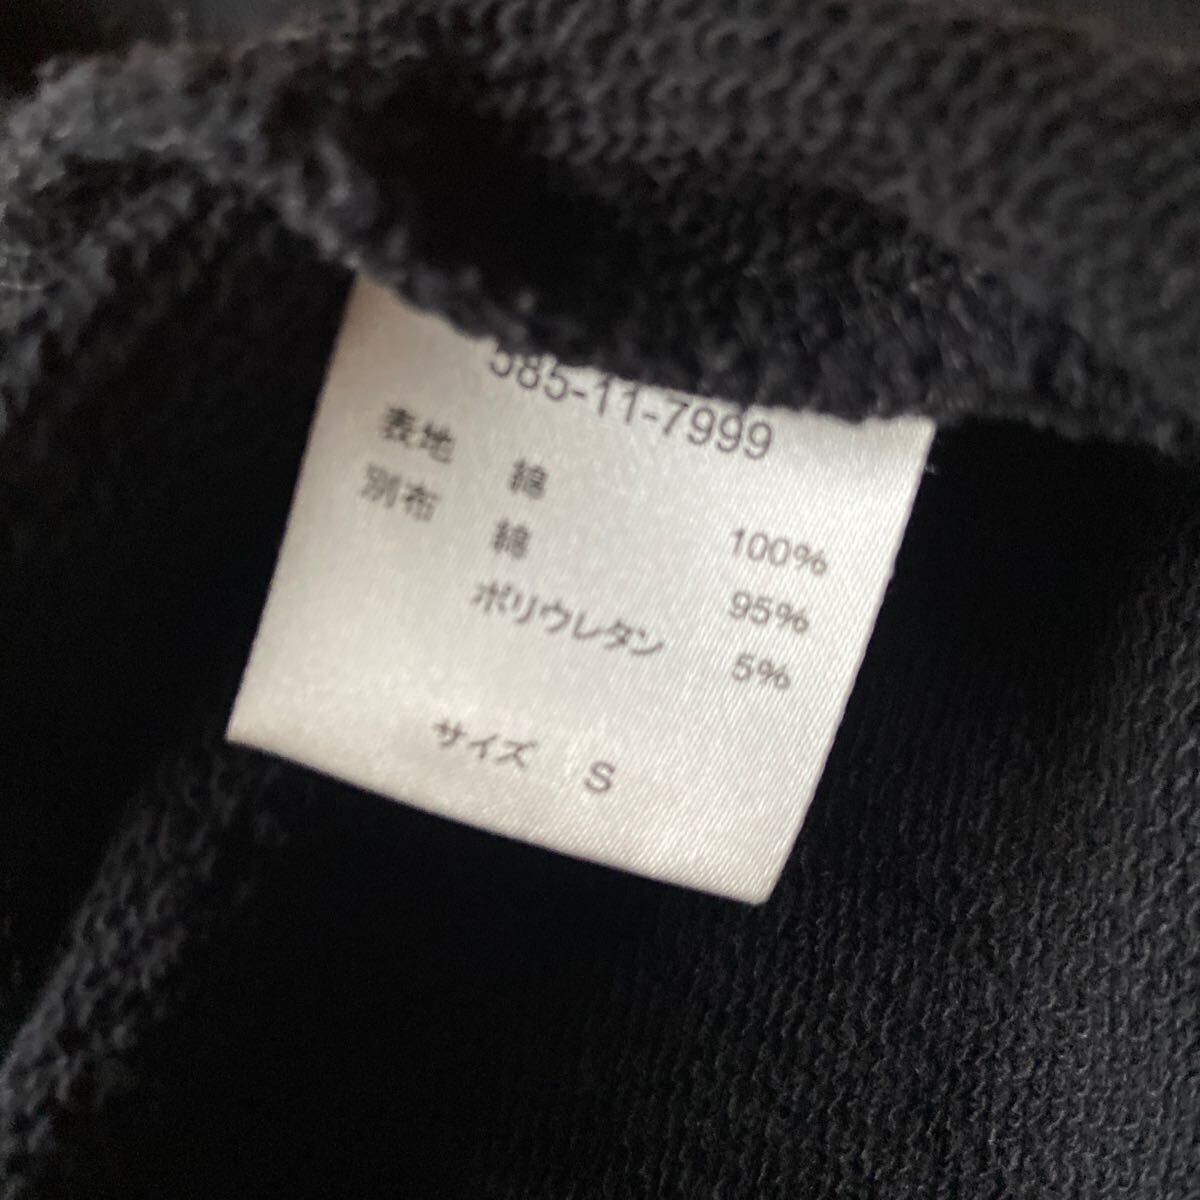 585-11-7999
表地 綿 100%
別布 綿 95%
ポリウレタン 5%
サイズ S